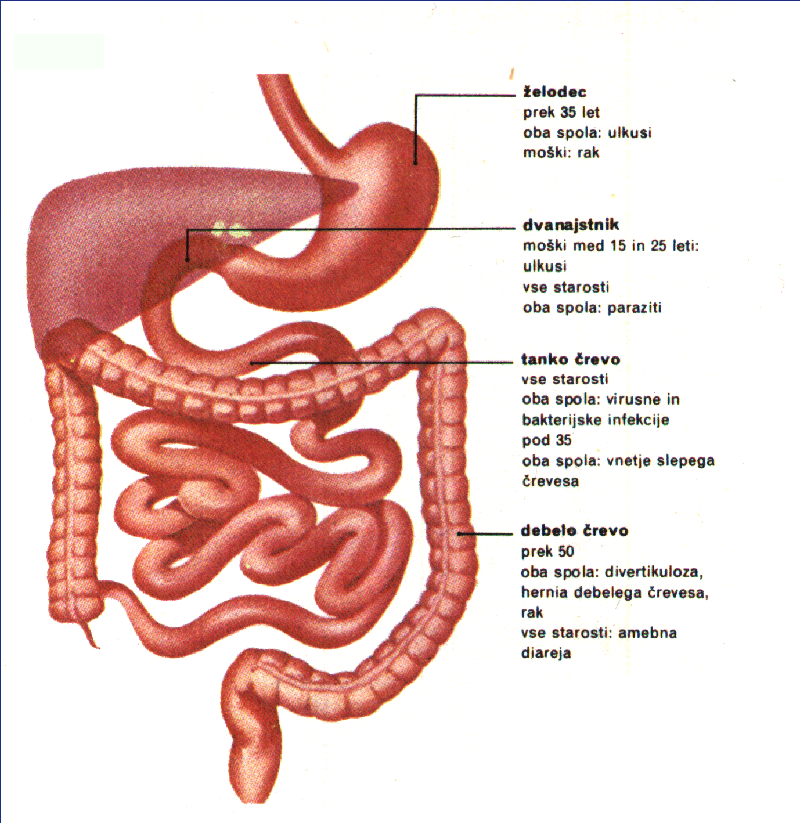 želodec
prek 35 let
oba spola: ulkusi
moški: rak
dvanajstnik
moški med 15 in 25 leti:
ulkusi
vse starosti
oba spola: paraziti
tanko črevo
vse starosti
oba spola: virusne in
bakterijske infekcije
pod 35
oba spola: vnetje slepega
črevesa
debelo črevo
prek 50
oba spola: divertikuloza,
hernia debelega črevesa,
rak
vse starosti: amebna
diareja